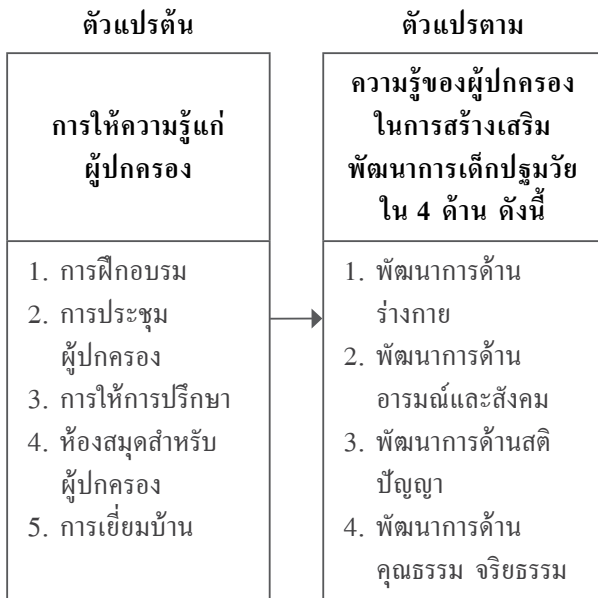 ตัวแปรต้น
การให้ความรู้แก่
ผู้ปกครอง
1. การฝึกอบรม
2. การประชุม
ผู้ปกครอง
3. การให้การปรึกษา
4. ห้องสมุดสำหรับ
ผู้ปกครอง
5. การเยี่ยมบ้าน
ตัวแปรตาม
ความรู้ของผู้ปกครอง
ในการสร้างเสริม
พัฒนาการเด็กปฐมวัย
ใน 4 ด้าน ดังนี้
1. พัฒนาการด้าน
ร่างกาย
2. พัฒนาการด้าน
อารมณ์และสังคม
3. พัฒนาการด้านสติ
ปัญญา
4. พัฒนาการด้าน
คุณธรรม จริยธรรม